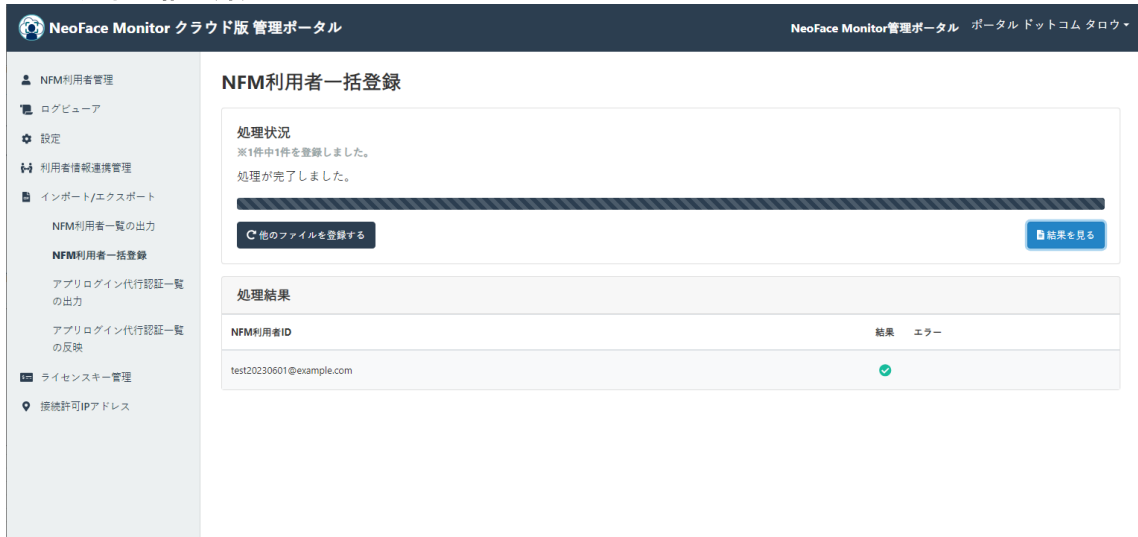 NeoFace Monitor クラウド版 管理ポータル
NeoFace Monitor管理ポータル ポータル ドットコム タロウ
NFM利用者管理
ログビューア
設定
利用者情報連携管理
インポート/エクスポート
NFM利用者一覧の出力
NFM利用者一括登録
アプリログイン代行認証一覧
の出力
アプリログイン代行認証一覧
の反映
ライセンスキー管理
接続許可IPアドレス
NFM利用者一括登録
処理状況
※1件中1件を登録しました。
処理が完了しました。
他のファイルを登録する
結果を見る
処理結果
NFM利用者ID 結果 エラー
test20230601@example.com